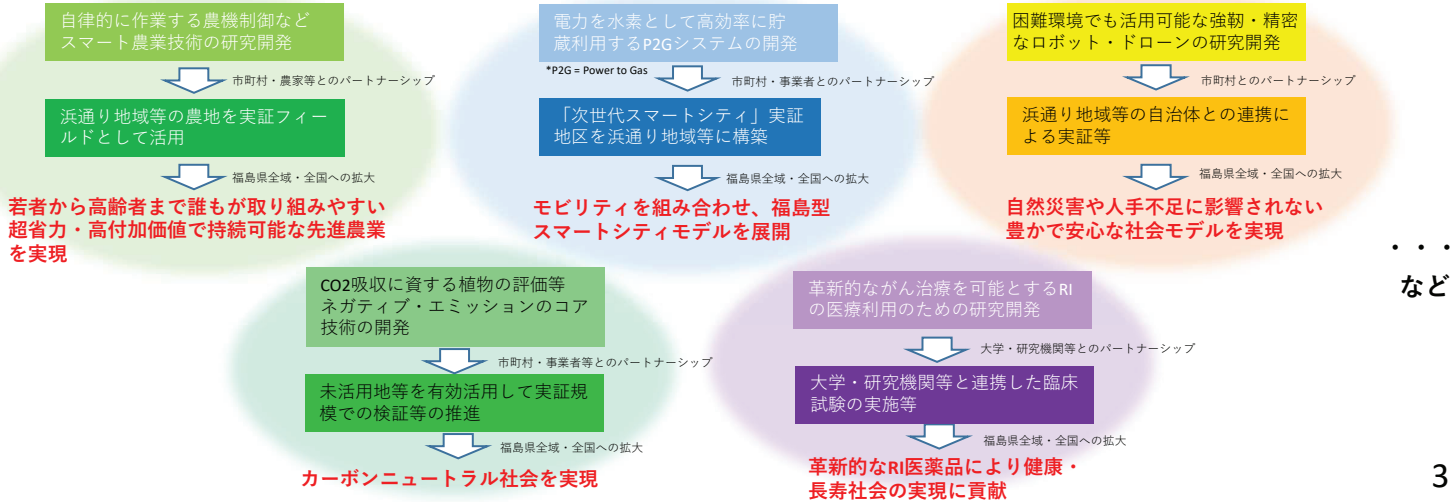 自律的に作業する農機制御など
スマート農業技術の研究開発
市町村・農家等とのパートナーシップ
浜通り地域等の農地を実証フィー
ルドとして活用
福島県全域・全国への拡大
若者から高齢者まで誰もが取り組みやすい
超省力・高付加価値で持続可能な先進農業
を実現
電力を水素として高効率に貯
蔵利用するP2Gシステムの開発
*P2G = Power to Gas
市町村・事業者とのパートナーシップ
「次世代スマートシティ」実証
地区を浜通り地域等に構築
福島県全域・全国への拡大
モビリティを組み合わせ、福島型
スマートシティモデルを展開
困難環境でも活用可能な強靭・精密
なロボット・ドローンの研究開発
市町村とのパートナーシップ
浜通り地域等の自治体との連携に
よる実証等
福島県全域・全国への拡大
自然災害や人手不足に影響されない
豊かで安心な社会モデルを実現
・・・
など
CO2吸収に資する植物の評価等
ネガティブ・エミッションのコア
技術の開発
市町村・事業者等とのパートナーシップ
未活用地等を有効活用して実証規
模での検証等の推進
福島県全域・全国への拡大
カーボンニュートラル社会を実現
革新的ながん治療を可能とするRI
の医療利用のための研究開発
大学・研究機関等とのパートナーシップ
大学・研究機関等と連携した臨床
試験の実施等
福島県全域・全国への拡大
革新的なRI医薬品により健康・
長寿社会の実現に貢献
3